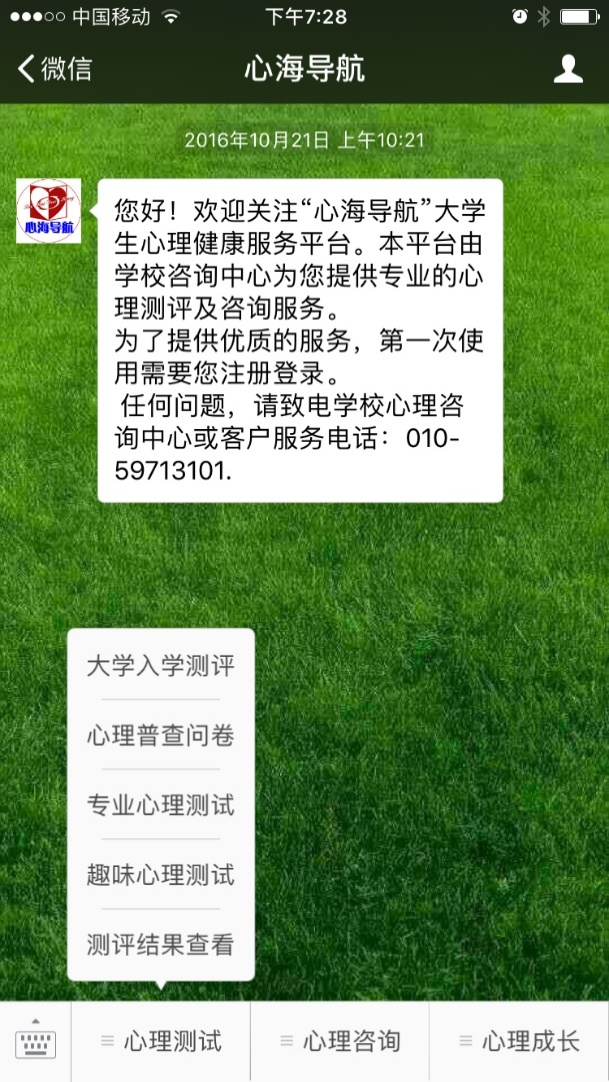 中国移动
下午7:28
微信
心海导航
2016年10月21日 上午10:21
心海导航
您好！欢迎关注“心海导航”大学
生心理健康服务平台。本平台由
学校咨询中心为您提供专业的心
理测评及咨询服务。
为了提供优质的服务，第一次使
用需要您注册登录。
任何问题，请致电学校心理咨
询中心或客户服务电话：010-
59713101.
大学入学测评
心理普查问卷
专业心理测试
趣味心理测试
测评结果查看
心理测试
心理咨询
心理成长